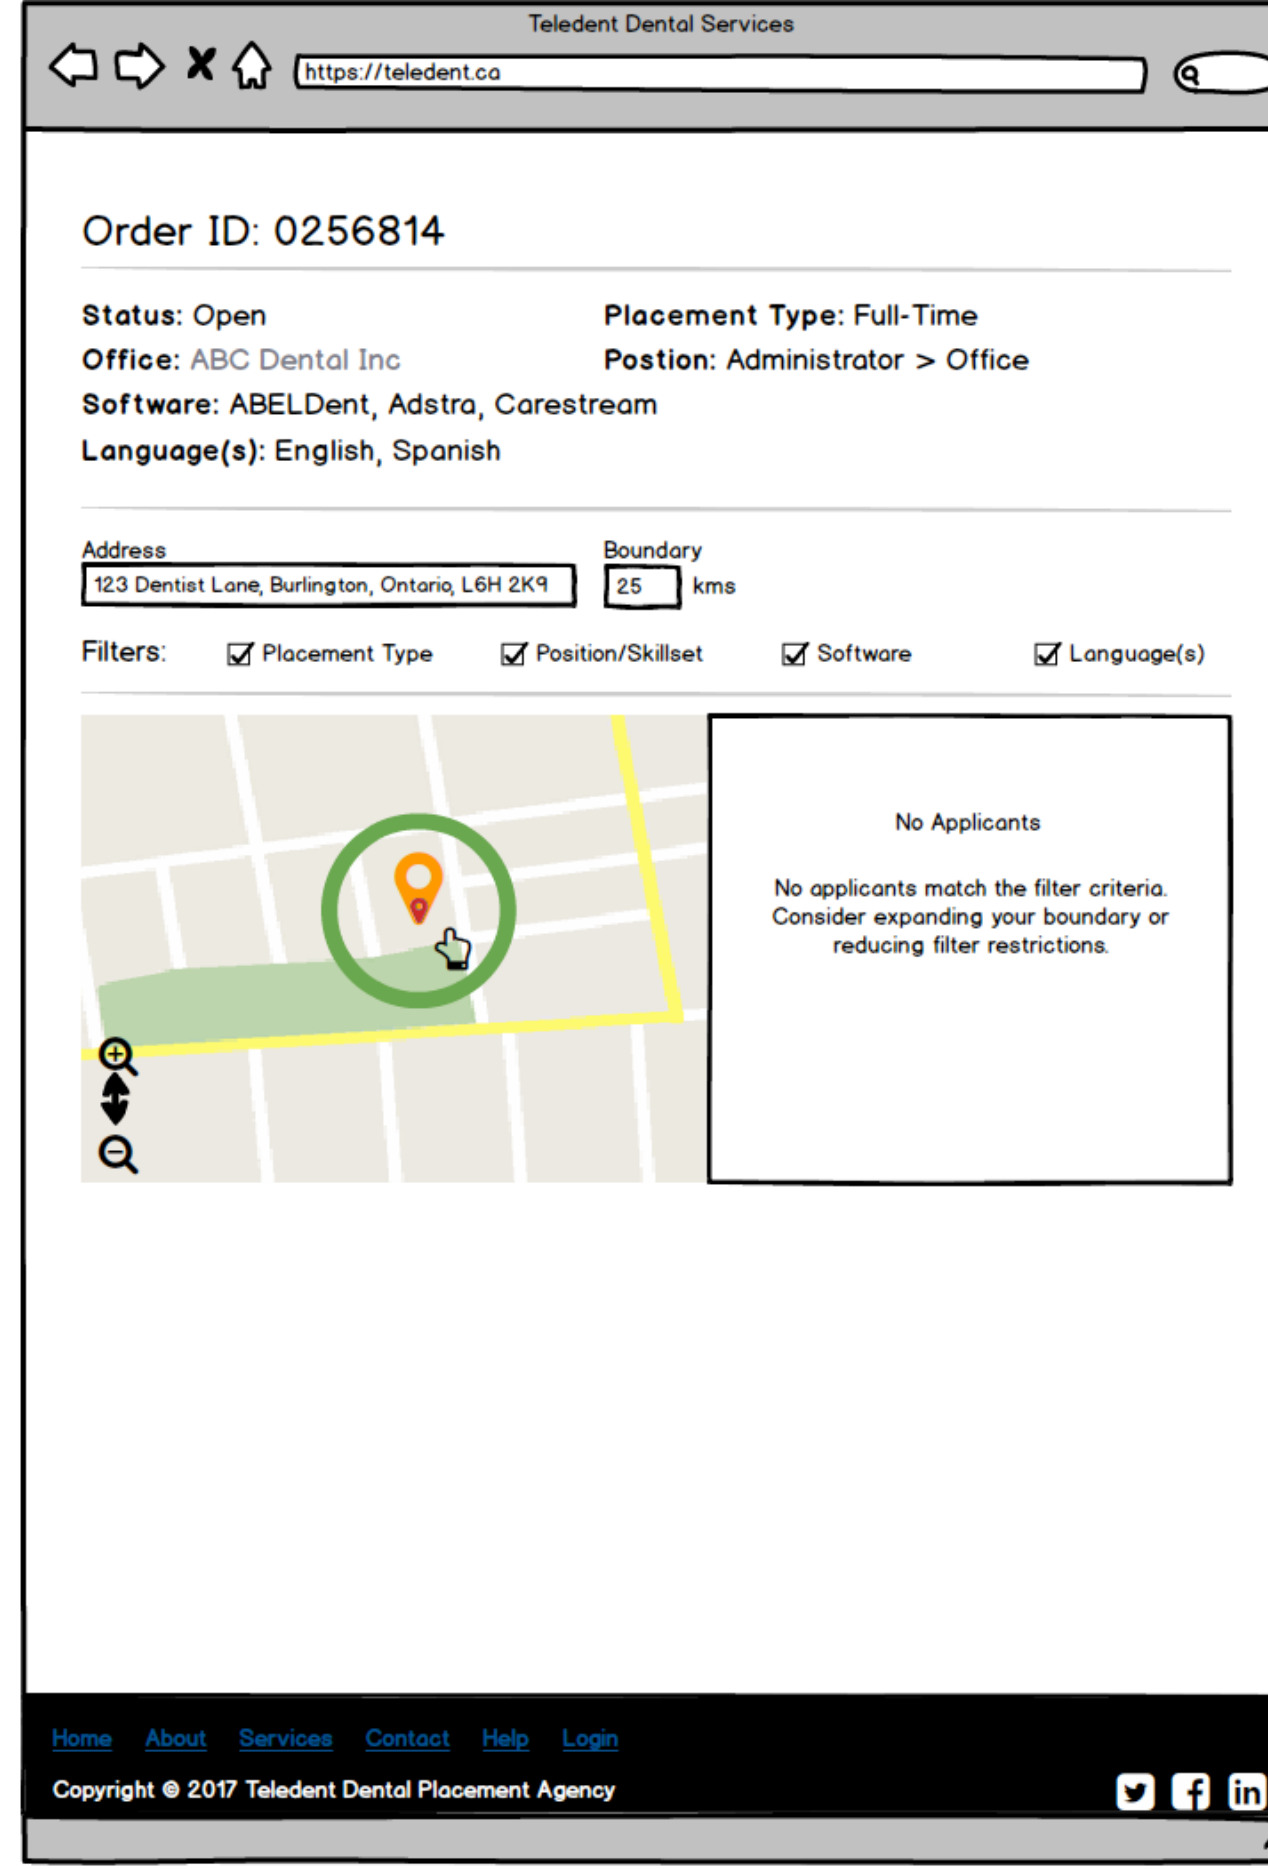 Teledent Dental Services
https://teledent.ca
Order ID: 0256814
Status: Open
Placement Type: Full-Time
Office: ABC Dental Inc
Postion: Administrator > Office
Software: ABELDent, Adstra, Carestream
Language(s): English, Spanish
Address
Boundary
123 Dentist Lane, Burlington, Ontario, L6H 2K9
25 kms
Filters: Placement Type Position/Skillset Software Language(s)
No Applicants
No applicants match the filter criteria.
Consider expanding your boundary or
reducing filter restrictions.
Home About Services Contact Help Login
Copyright © 2017 Teledent Dental Placement Agency